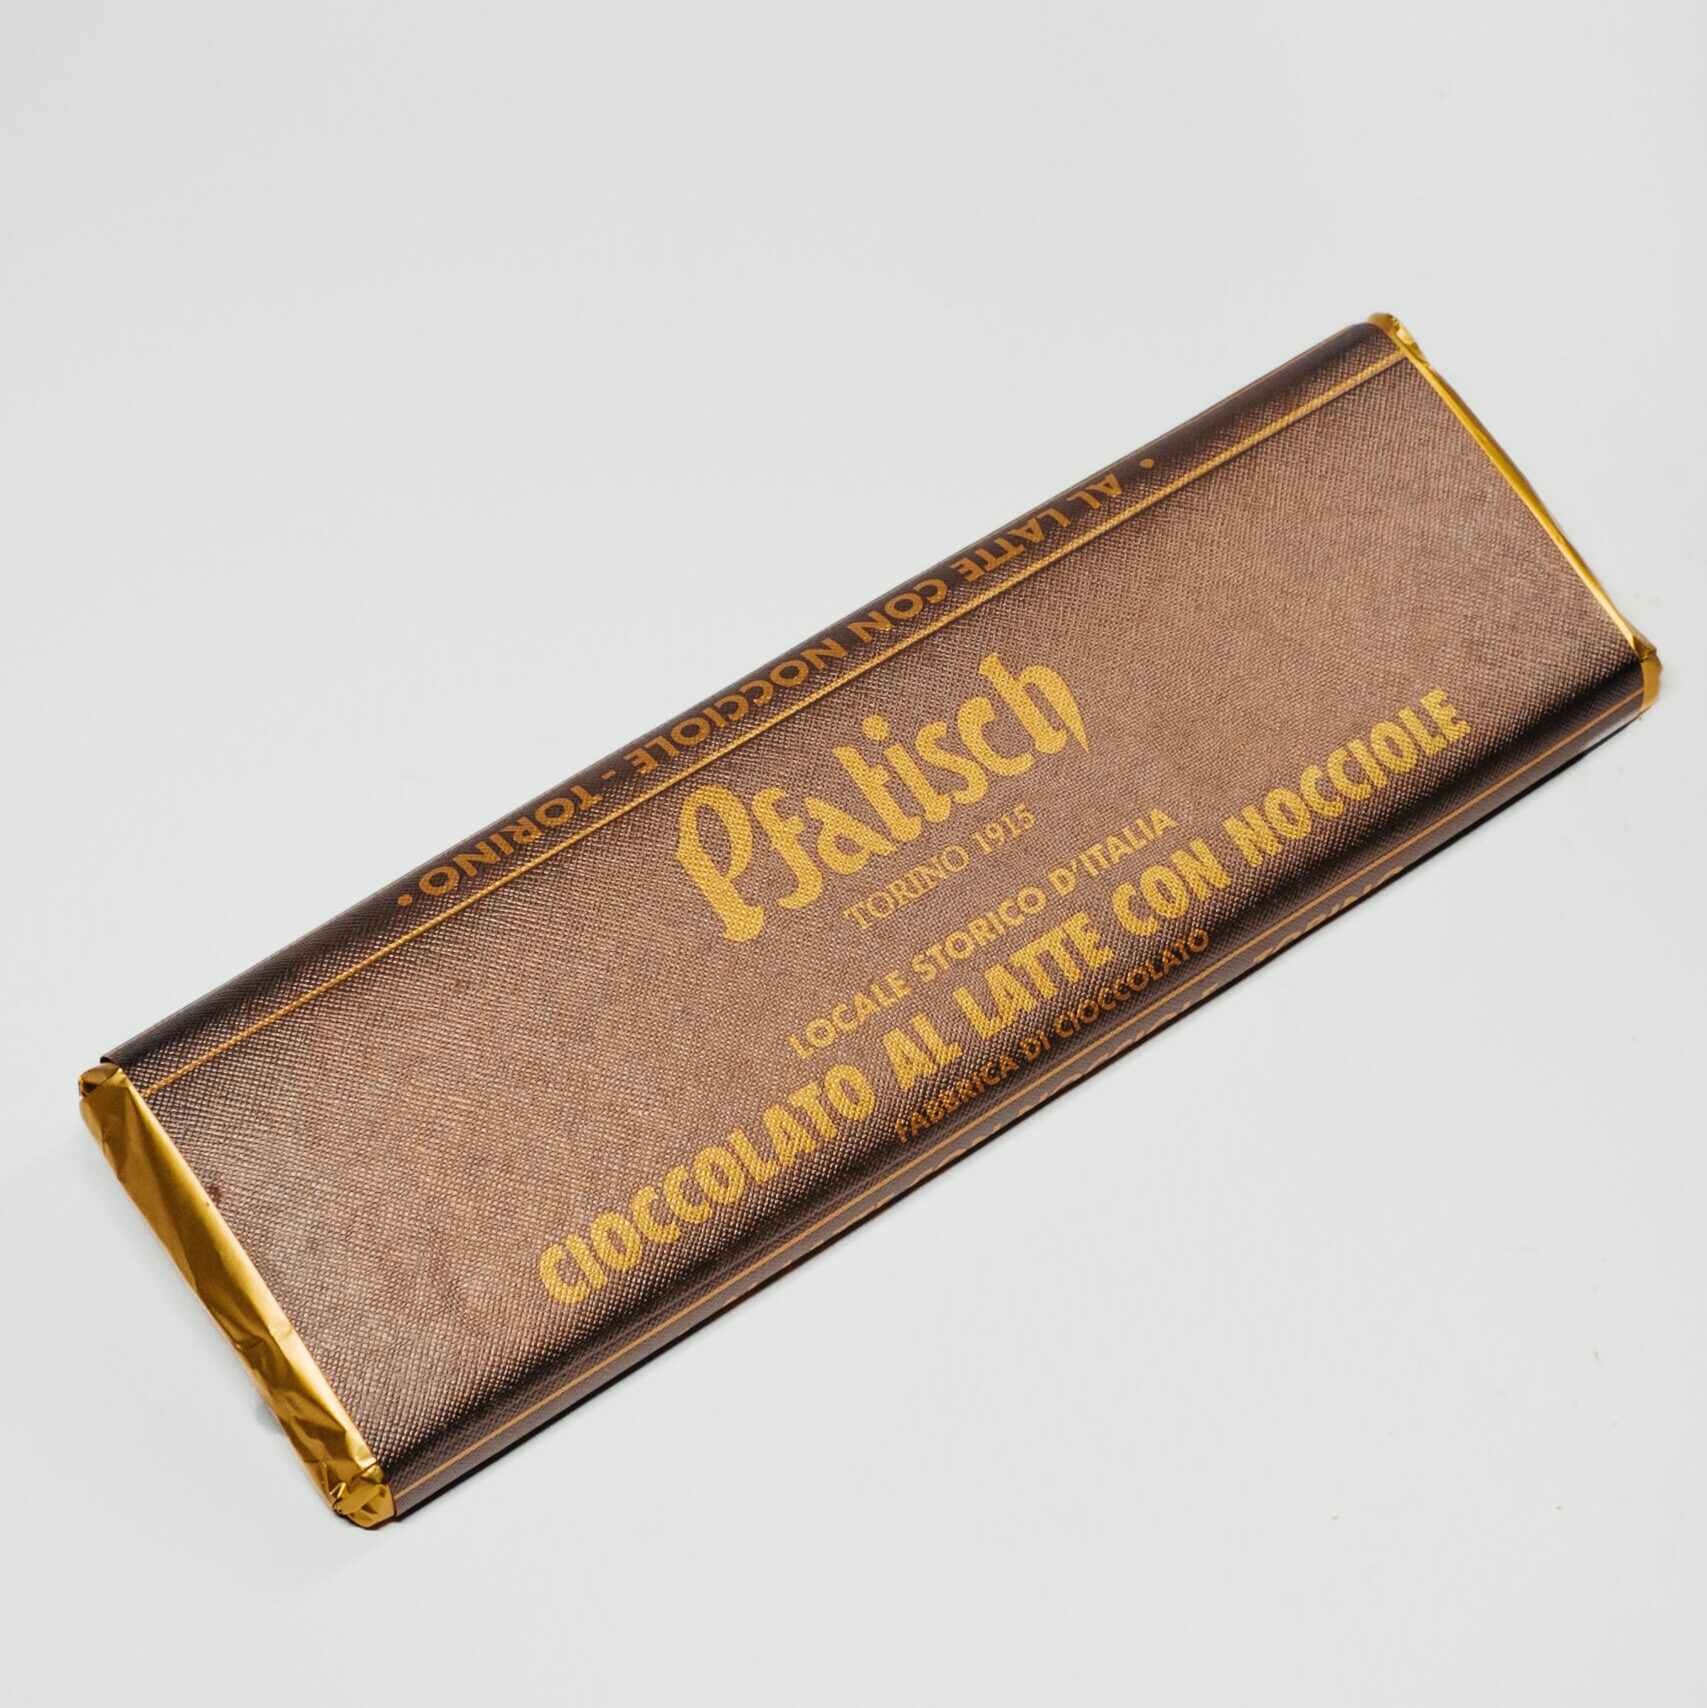 • AL LATTE CON NOCCIOLE - TORINO •
Pfatisch
TORINO 1915
LOCALE STORICO D'ITALIA
CIOCCOLATO AL LATTE CON NOCCIOLE
FABBRICA DI CIOCCOLATO